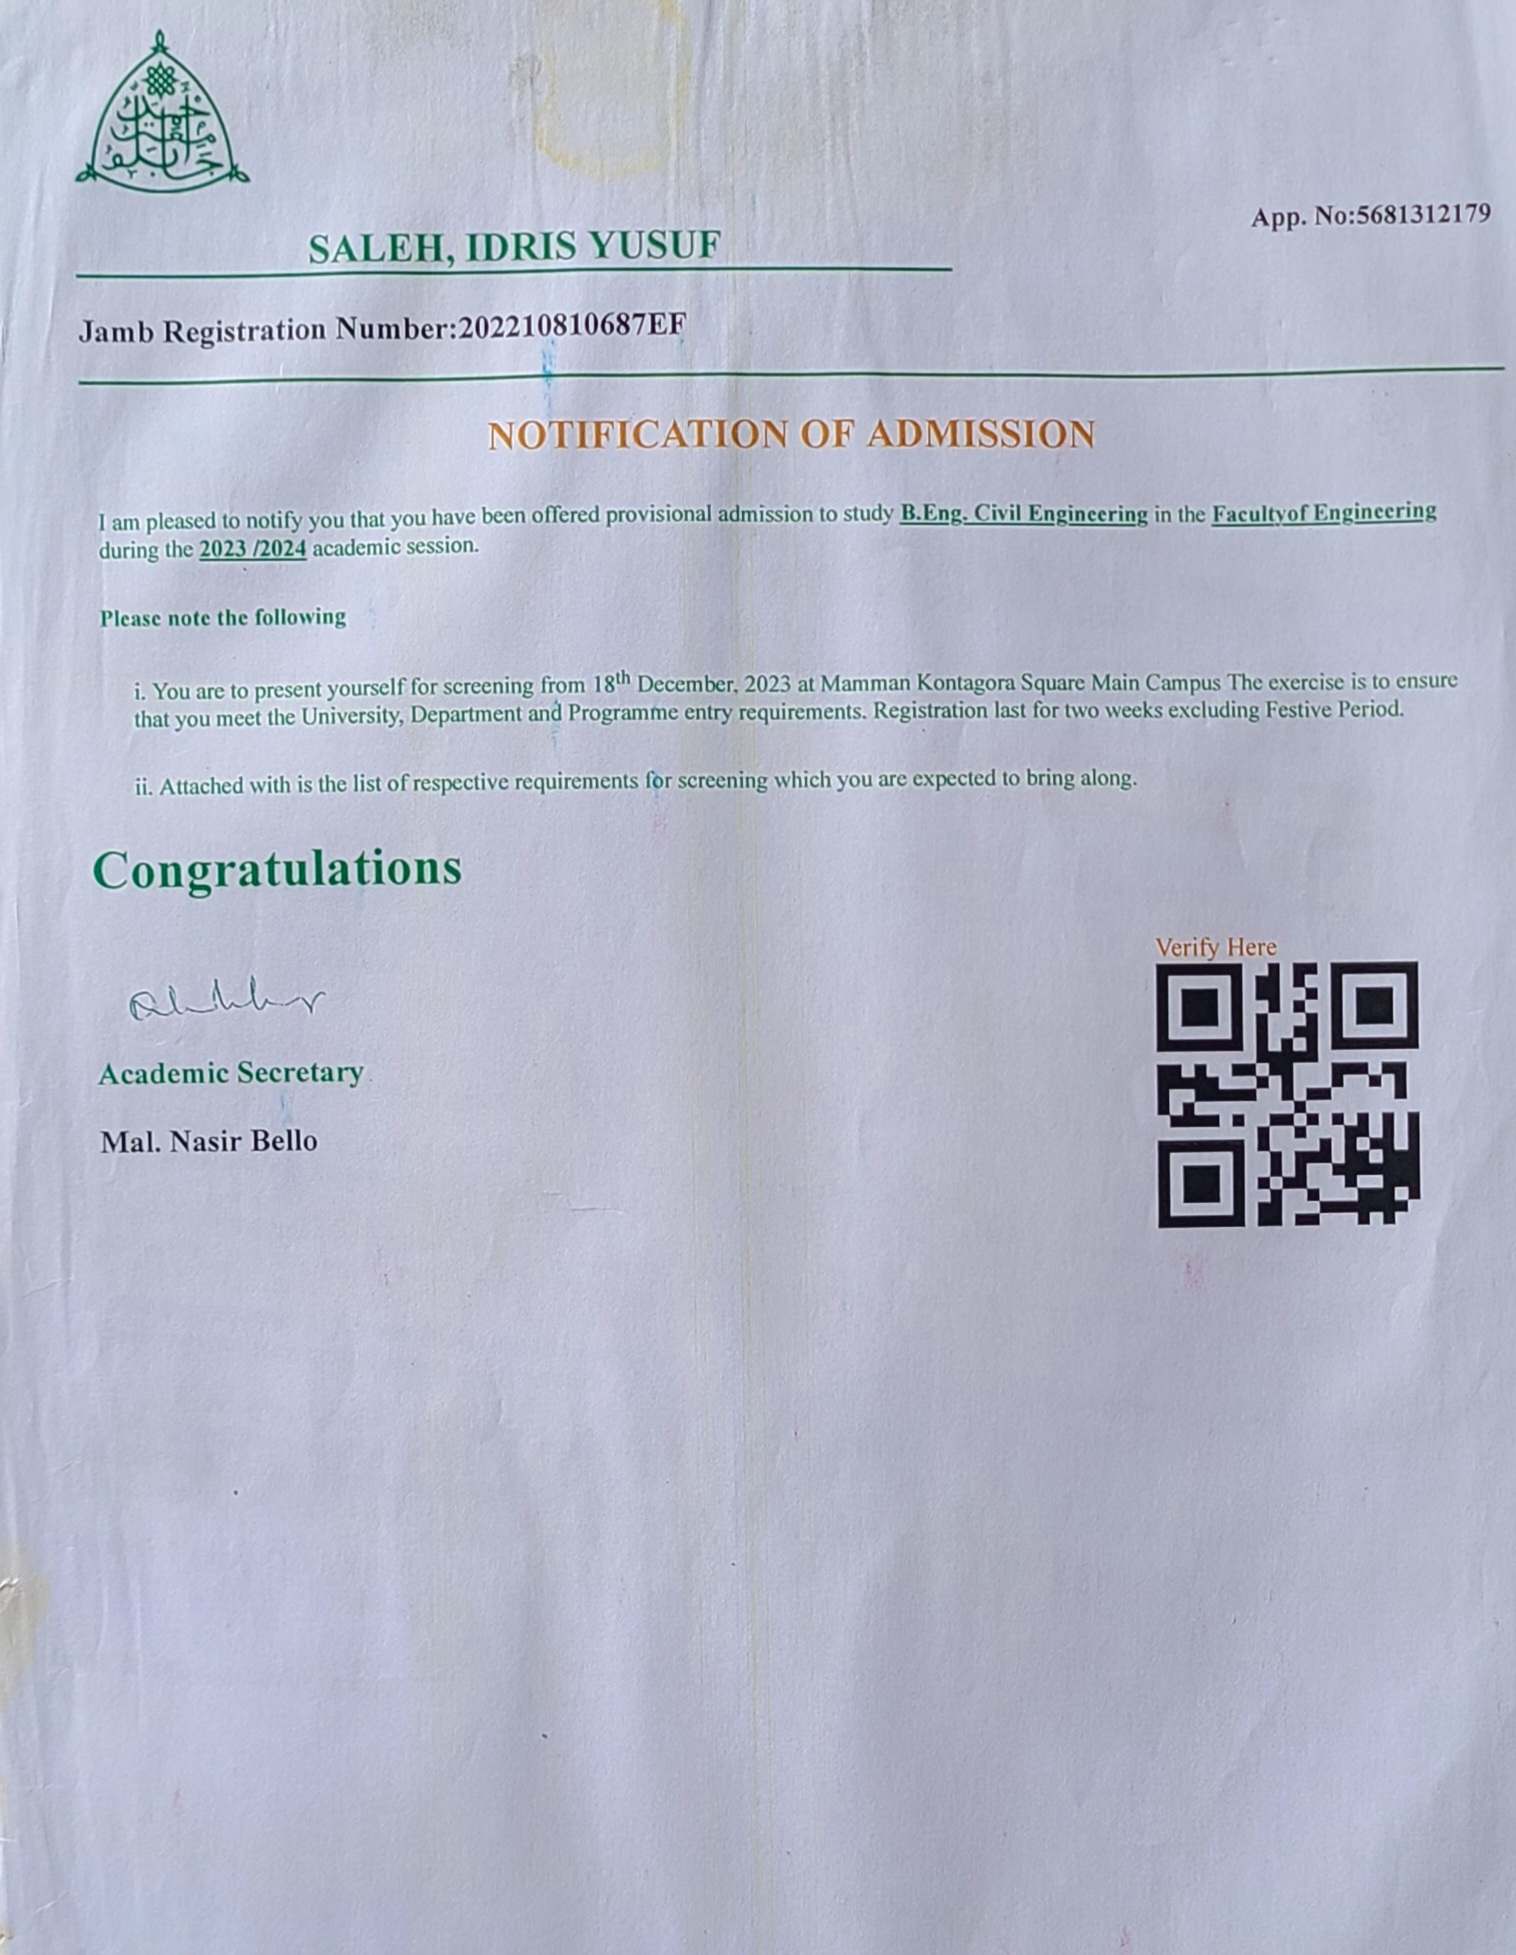 App. No:5681312179
SALEH, IDRIS YUSUF
Jamb Registration Number:202210810687EF
NOTIFICATION OF ADMISSION
I am pleased to notify you that you have been offered provisional admission to study B.Eng. Civil Engineering in the Facultyof Engineering
during the 2023 /2024 academic session.
Please note the following
i. You are to present yourself for screening from 18th December, 2023 at Mamman Kontagora Square Main Campus The exercise is to ensure
that you meet the University, Department and Programme entry requirements. Registration last for two weeks excluding Festive Period.
ii. Attached with is the list of respective requirements for screening which you are expected to bring along.
Congratulations
Verify Here
Academic Secretary
Mal. Nasir Bello